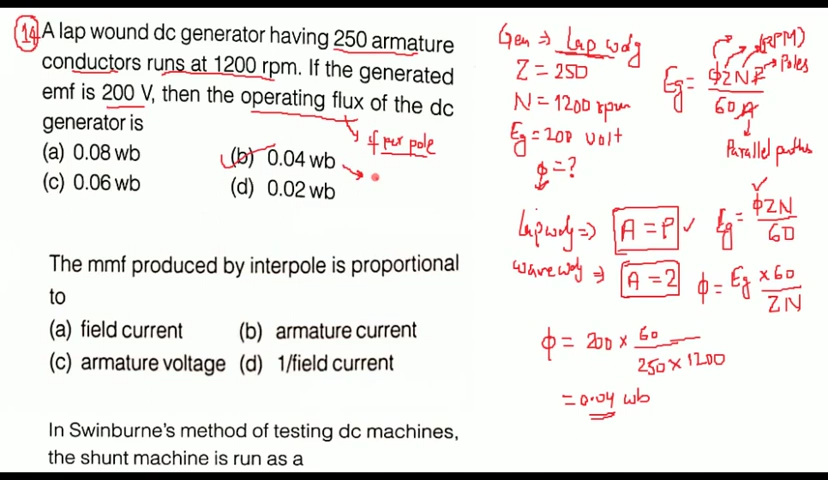 14 A lap wound dc generator having 250 armature
conductors runs at 1200 rpm. If the generated
emf is 200 V, then the operating flux of the dc
generator is
(a) 0.08 wb
(b) 0.04 wb
(c) 0.06 wb
(d) 0.02 wb
f per pole
The mmf produced by interpole is proportional
to
(a) field current
(b) armature current
(c) armature voltage
(d) 1/field current
In Swinburne's method of testing dc machines,
the shunt machine is run as a
Gen ⇒ Lap wdg
Z = 250
N = 1200 rpm
Eg = 200 volt
φ = ?
(RPM)
Poles
Eg = φZNP / 60A
Parallel paths
Lap wdg ⇒ A = P ✓
wave wdg ⇒ A = 2
Eg = φZN / 60
φ = Eg × 60 / ZN
φ = 200 × 60 / 250 × 1200
= 0.04 wb